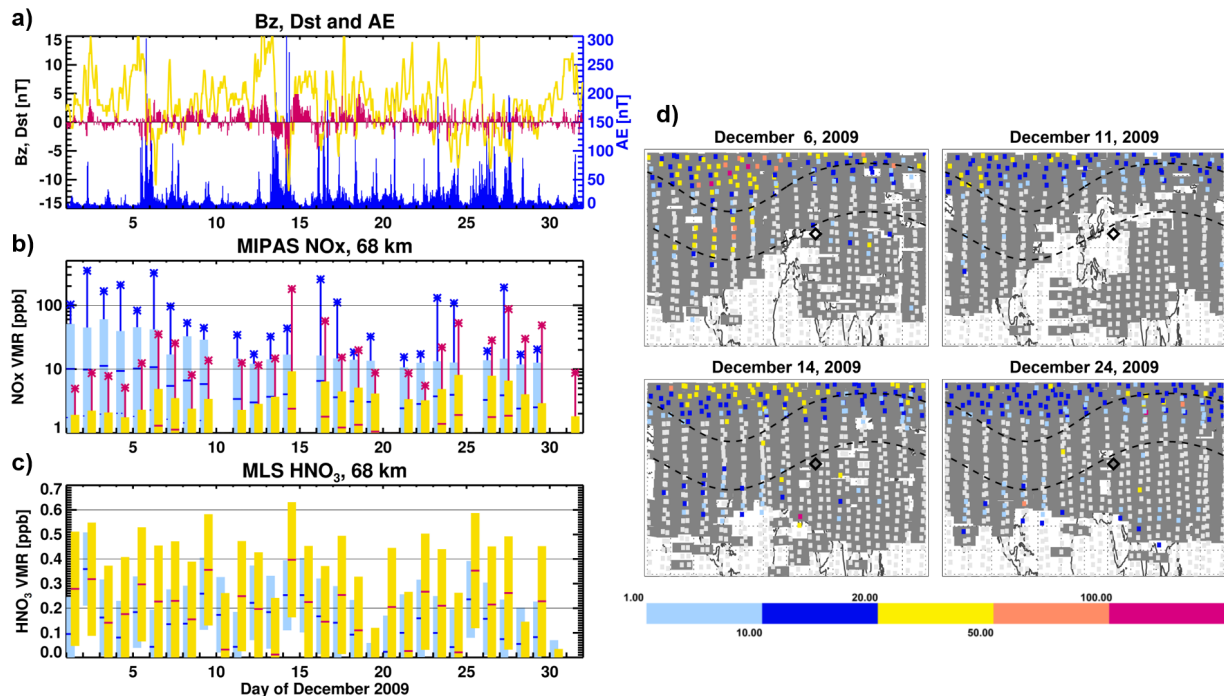 a)
Bz, Dst and AE
15
10
5
0
-5
-10
-15
Bz, Dst [nT]
300
250
200
150
100
50
0
AE [nT]
5 10 15 20 25 30
b)
MIPAS NOx, 68 km
100
10
1
NOx VMR [ppb]
5 10 15 20 25 30
c)
MLS HNO3, 68 km
0.7
0.6
0.5
0.4
0.3
0.2
0.1
0.0
HNO3 VMR [ppb]
5 10 15 20 25 30
Day of December 2009
d)
December 6, 2009
December 11, 2009
December 14, 2009
December 24, 2009
1.00 20.00 100.00
10.00 50.00